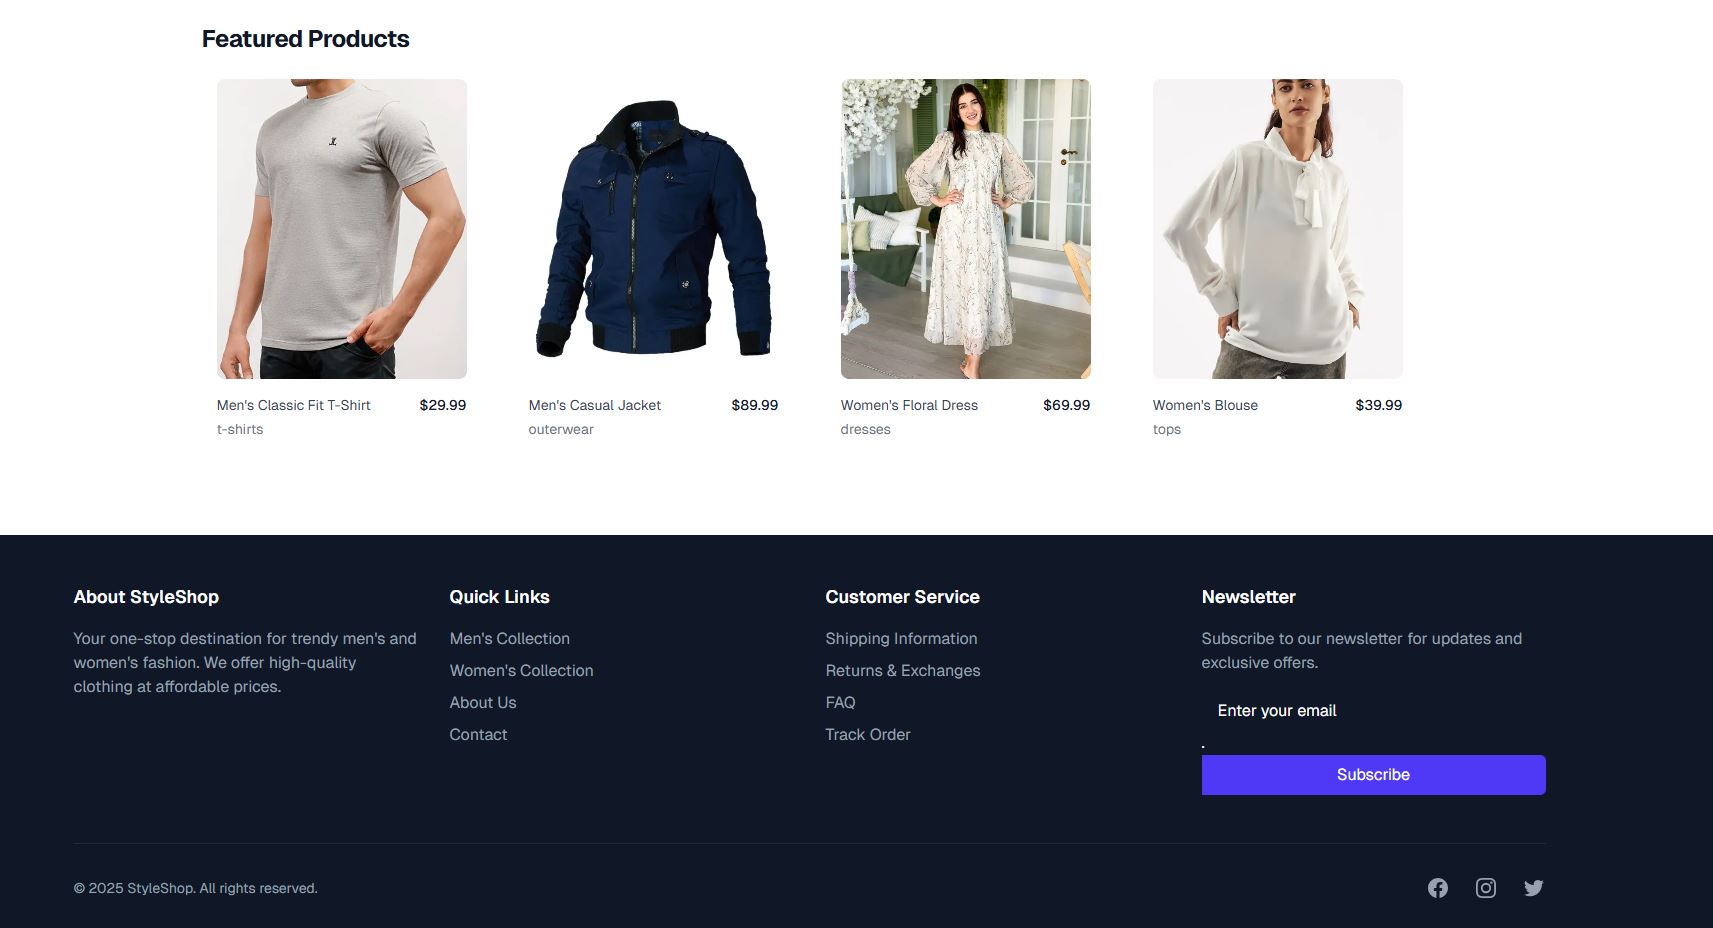 Featured Products
Men's Classic Fit T-Shirt $29.99
t-shirts
Men's Casual Jacket $89.99
outerwear
Women's Floral Dress $69.99
dresses
Women's Blouse $39.99
tops
About StyleShop
Your one-stop destination for trendy men's and
women's fashion. We offer high-quality
clothing at affordable prices.
Quick Links
Men's Collection
Women's Collection
About Us
Contact
Customer Service
Shipping Information
Returns & Exchanges
FAQ
Track Order
Newsletter
Subscribe to our newsletter for updates and
exclusive offers.
Enter your email
.
Subscribe
© 2025 StyleShop. All rights reserved.